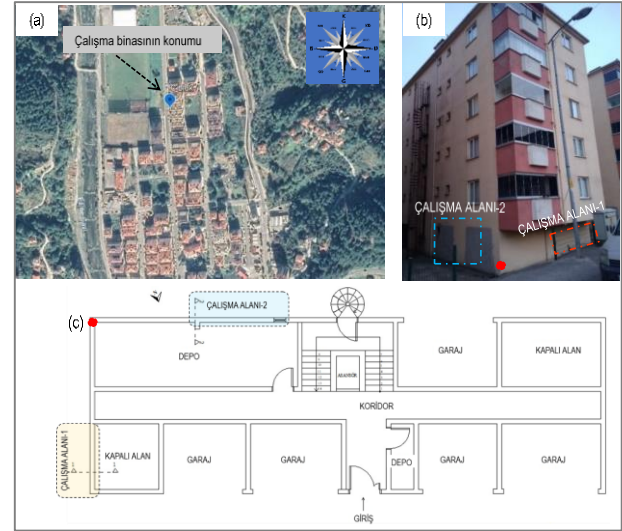 (a)
Çalışma binasının konumu
K
B
D
G
(b)
ÇALIŞMA ALANI-2
ÇALIŞMA ALANI-1
(c)
ÇALIŞMA ALANI-2
DEPO
ASANSÖR
GARAJ
KAPALI ALAN
KORİDOR
ÇALIŞMA ALANI-1
KAPALI ALAN
GARAJ
GARAJ
DEPO
GARAJ
GARAJ
GİRİŞ